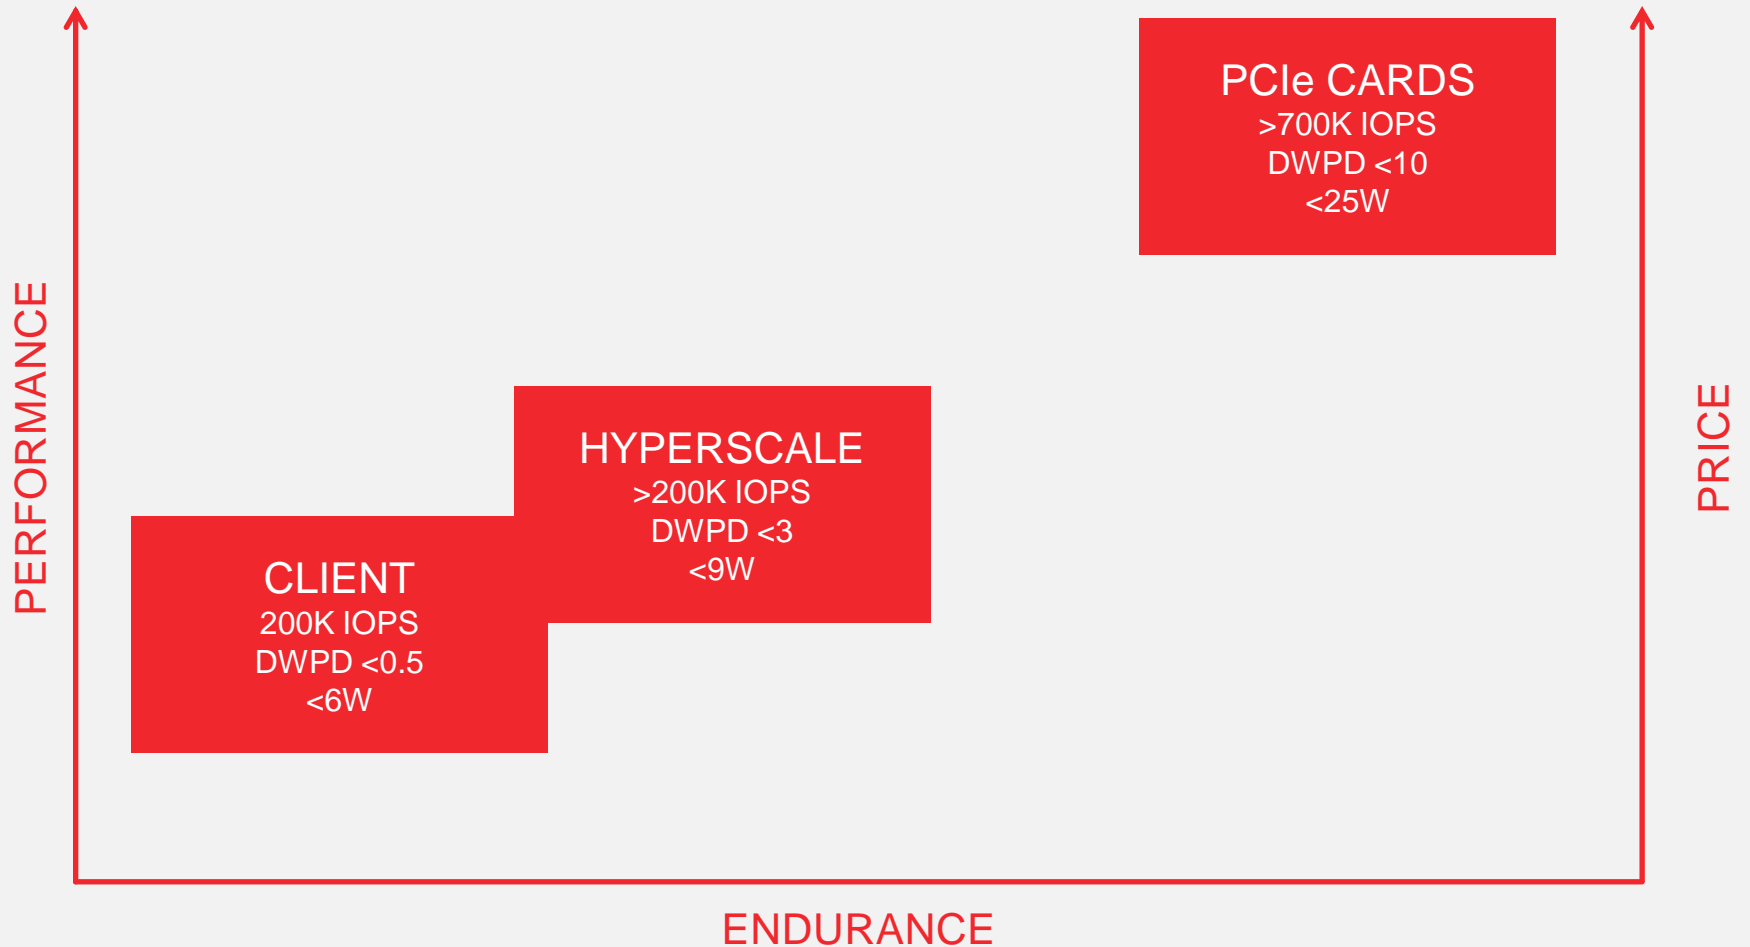 PCIe CARDS
>700K IOPS
DWPD <10
<25W
PERFORMANCE
HYPERSCALE
>200K IOPS
DWPD <3
<9W
PRICE
CLIENT
200K IOPS
DWPD <0.5
<6W
ENDURANCE